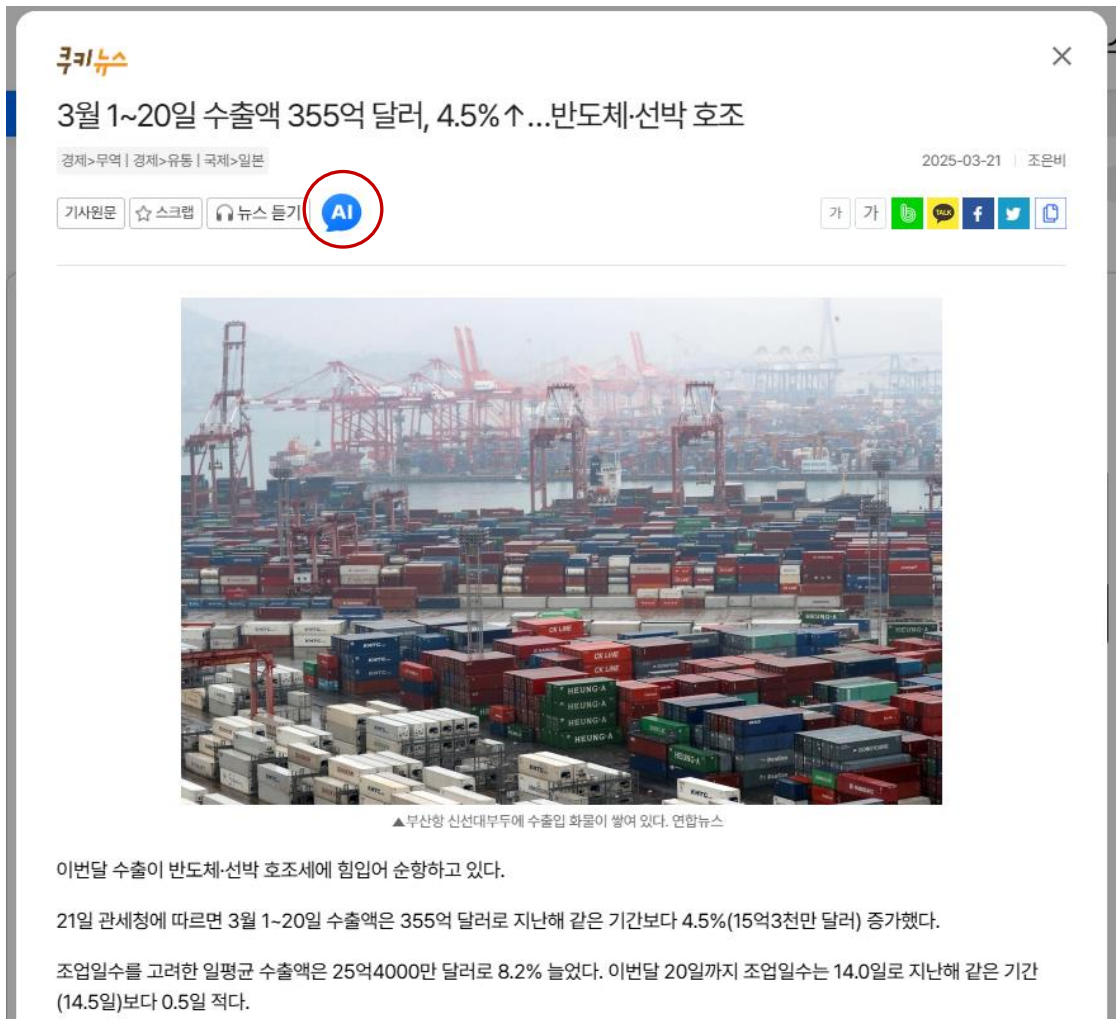 쿠키뉴스
3월 1~20일 수출액 355억 달러, 4.5%↑…반도체·선박 호조
경제>무역 | 경제>유통 | 국제>일본
2025-03-21 | 조은비
기사원문 스크랩 뉴스 듣기 AI
가 가 TALK f
CK LINE
CK LINE
CK LINE
HEUNG-A
HEUNG-A
HEUNG-A
HEUNG-A
▲부산항 신선대부두에 수출입 화물이 쌓여 있다. 연합뉴스
이번달 수출이 반도체·선박 호조세에 힘입어 순항하고 있다.
21일 관세청에 따르면 3월 1~20일 수출액은 355억 달러로 지난해 같은 기간보다 4.5%(15억3천만 달러) 증가했다.
조업일수를 고려한 일평균 수출액은 25억4000만 달러로 8.2% 늘었다. 이번달 20일까지 조업일수는 14.0일로 지난해 같은 기간
(14.5일)보다 0.5일 적다.